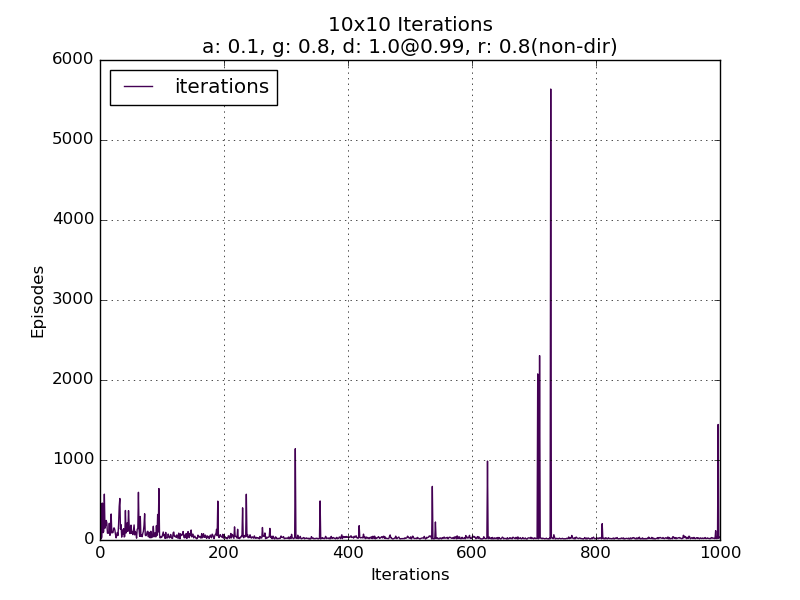 10x10 Iterations
a: 0.1, g: 0.8, d: 1.0@0.99, r: 0.8(non-dir)
iterations
6000
5000
4000
3000
2000
1000
0
Episodes
0 200 400 600 800 1000
Iterations